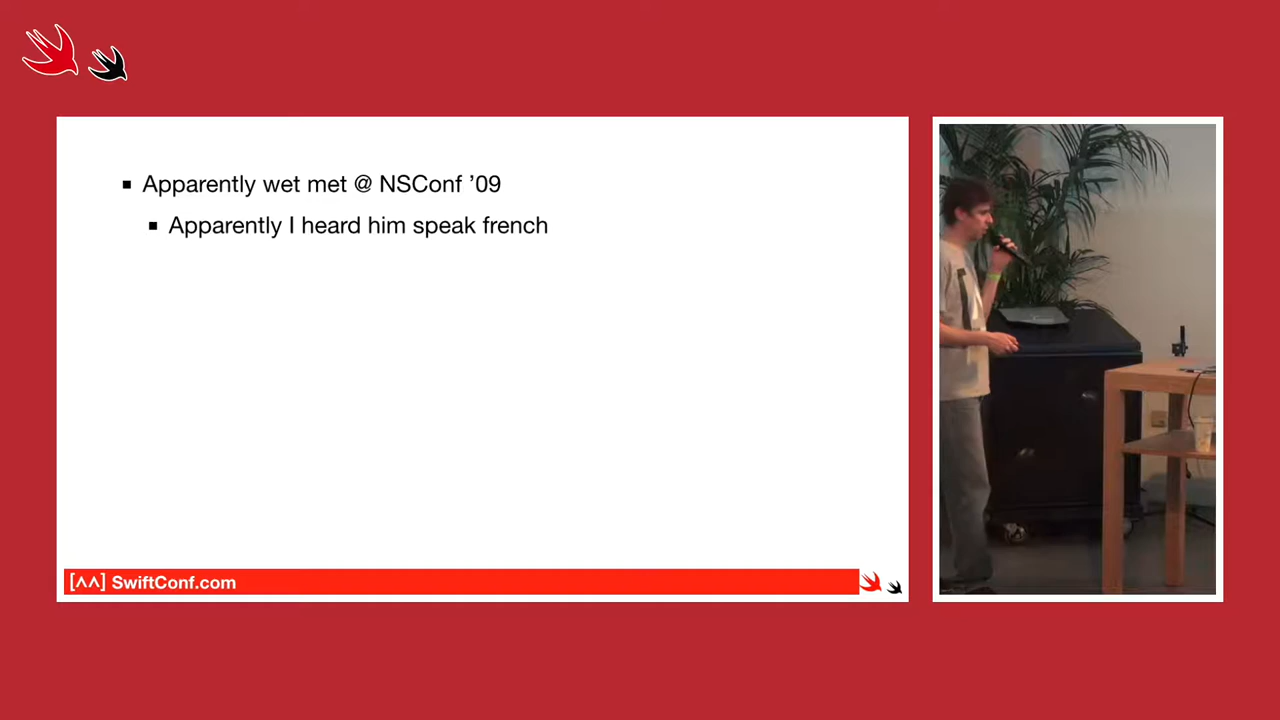 Apparently wet met @ NSConf ’09
Apparently I heard him speak french
[^^] SwiftConf.com